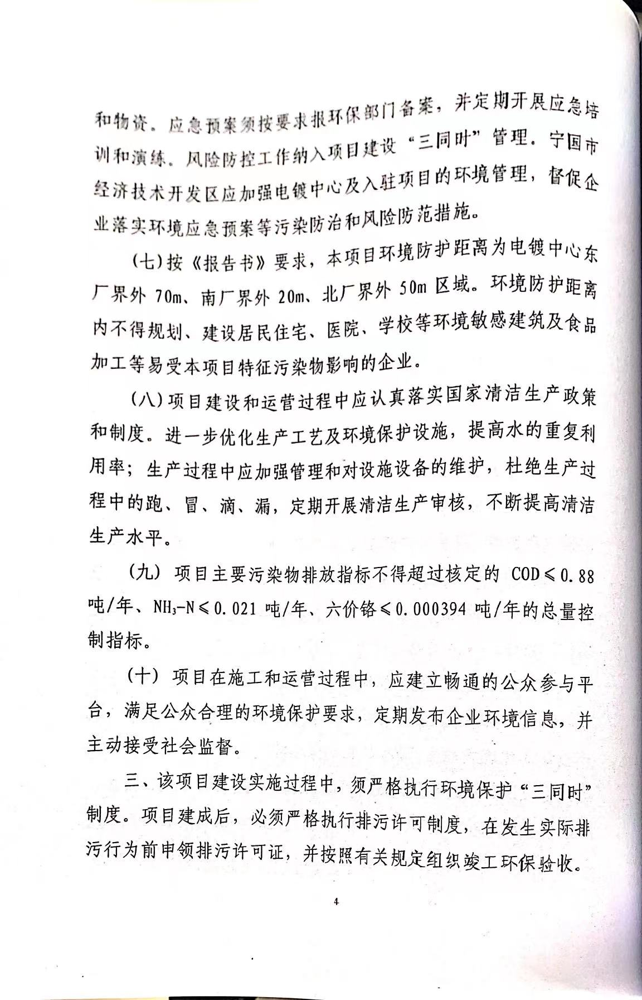 和物资。应急预案须按要求报环保部门备案，并定期开展应急培
训和演练。风险防控工作纳入项目建设“三同时”管理。宁国市
经济技术开发区应加强电镀中心及入驻项目的环境管理，督促企
业落实环境应急预案等污染防治和风险防范措施。
(七)按《报告书》要求，本项目环境防护距离为电镀中心东
厂界外 70m、南厂界外 20m、北厂界外 50m 区域。环境防护距离
内不得规划、建设居民住宅、医院、学校等环境敏感建筑及食品
加工等易受本项目特征污染物影响的企业。
(八)项目建设和运营过程中应认真落实国家清洁生产政策
和制度。进一步优化生产工艺及环境保护设施，提高水的重复利
用率；生产过程中应加强管理和对设施设备的维护，杜绝生产过
程中的跑、冒、滴、漏，定期开展清洁生产审核，不断提高清洁
生产水平。
(九) 项目主要污染物排放指标不得超过核定的 COD≤0.88
吨/年、NH₃-N≤0.021 吨/年、六价铬≤0.000394 吨/年的总量控
制指标。
(十) 项目在施工和运营过程中，应建立畅通的公众参与平
台，满足公众合理的环境保护要求，定期发布企业环境信息，并
主动接受社会监督。
三、该项目建设实施过程中，须严格执行环境保护“三同时”
制度。项目建成后，必须严格执行排污许可制度，在发生实际排
污行为前申领排污许可证，并按照有关规定组织竣工环保验收。
4